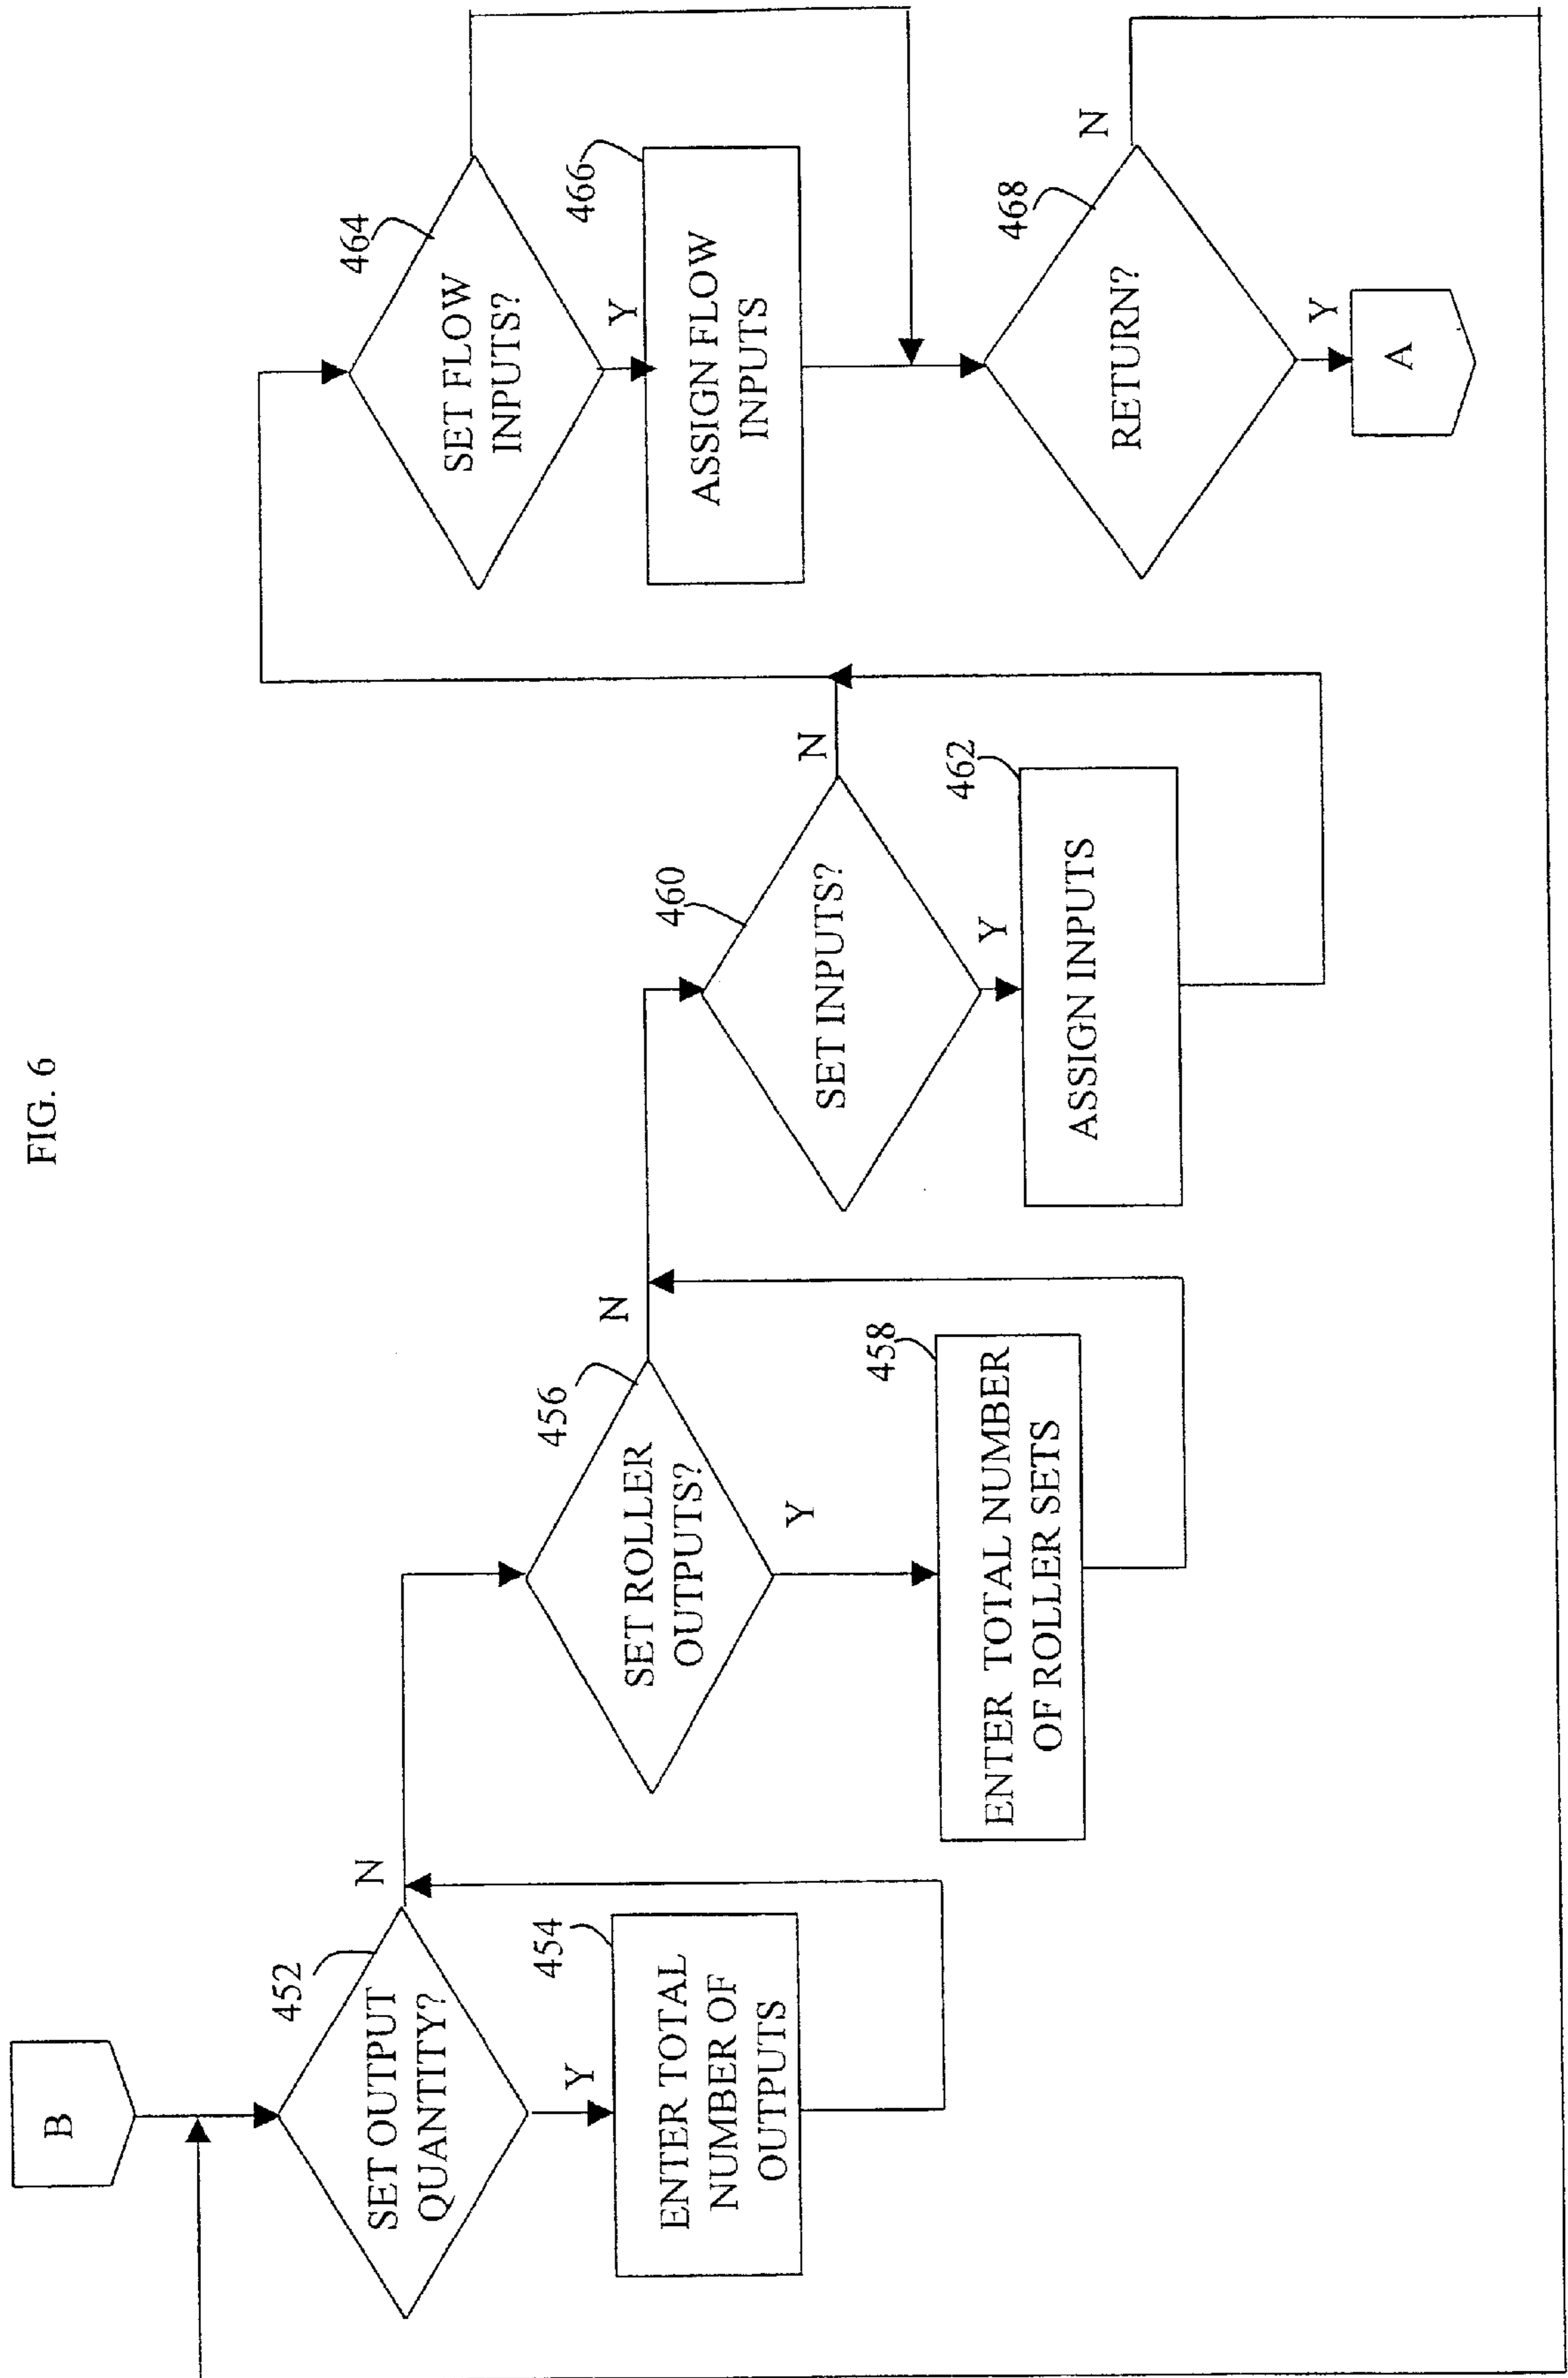 FIG. 6
B
452
SET OUTPUT
QUANTITY?
N
Y
454
ENTER TOTAL
NUMBER OF
OUTPUTS
456
SET ROLLER
OUTPUTS?
N
Y
458
ENTER TOTAL NUMBER
OF ROLLER SETS
460
SET INPUTS?
N
Y
462
ASSIGN INPUTS
464
SET FLOW
INPUTS?
Y
466
ASSIGN FLOW
INPUTS
468
RETURN?
N
Y
A